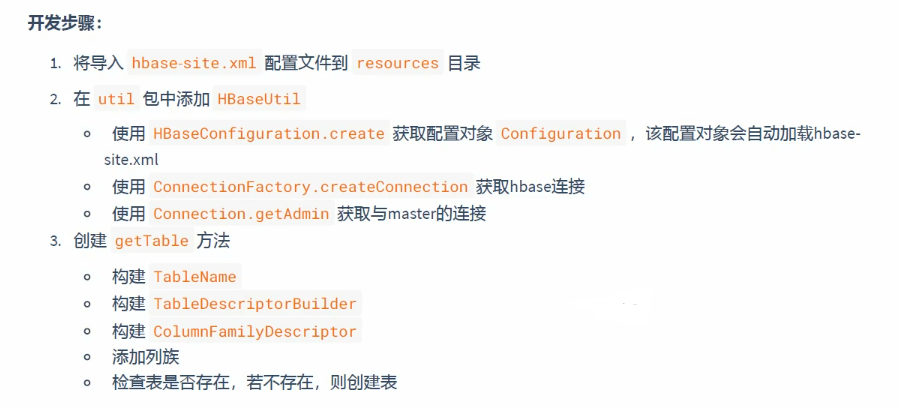 开发步骤：
1. 将导入 hbase-site.xml 配置文件到 resources 目录
2. 在 util 包中添加 HBaseUtil
使用 HBaseConfiguration.create 获取配置对象 Configuration ，该配置对象会自动加载hbase-
site.xml
使用 ConnectionFactory.createConnection 获取hbase连接
使用 Connection.getAdmin 获取与master的连接
3. 创建 getTable 方法
构建 TableName
构建 TableDescriptorBuilder
构建 ColumnFamilyDescriptor
添加列族
检查表是否存在，若不存在，则创建表